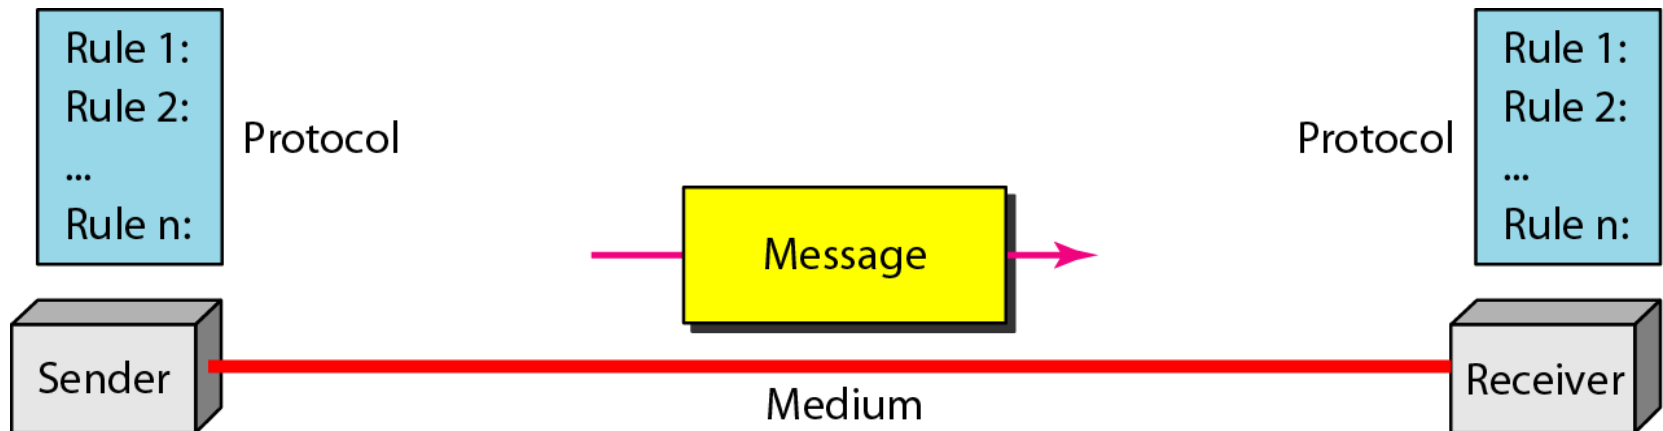 Rule 1:
Rule 2:
...
Rule n:
Protocol
Protocol
Rule 1:
Rule 2:
...
Rule n:
Message
Sender
Medium
Receiver